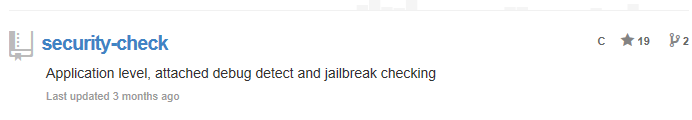 security-check C 19 2
Application level, attached debug detect and jailbreak checking
Last updated 3 months ago